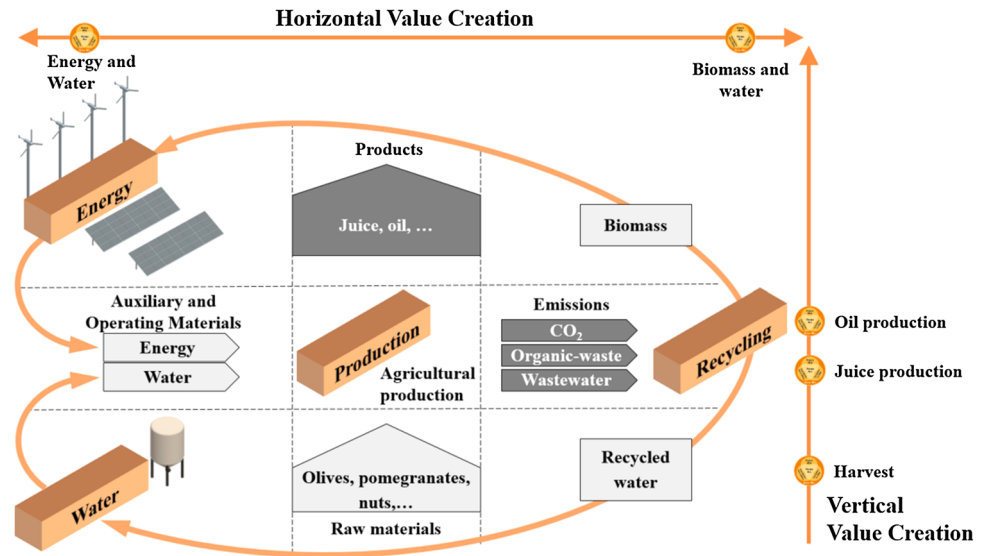 Horizontal Value Creation
Energy and
Water
Biomass and
water
Products
Energy
Juice, oil, …
Biomass
Auxiliary and
Operating Materials
Energy
Water
Production
Agricultural
production
Emissions
CO₂
Organic-waste
Wastewater
Recycling
Oil production
Juice production
Olives, pomegranates,
nuts,…
Raw materials
Recycled
water
Water
Harvest
Vertical
Value Creation